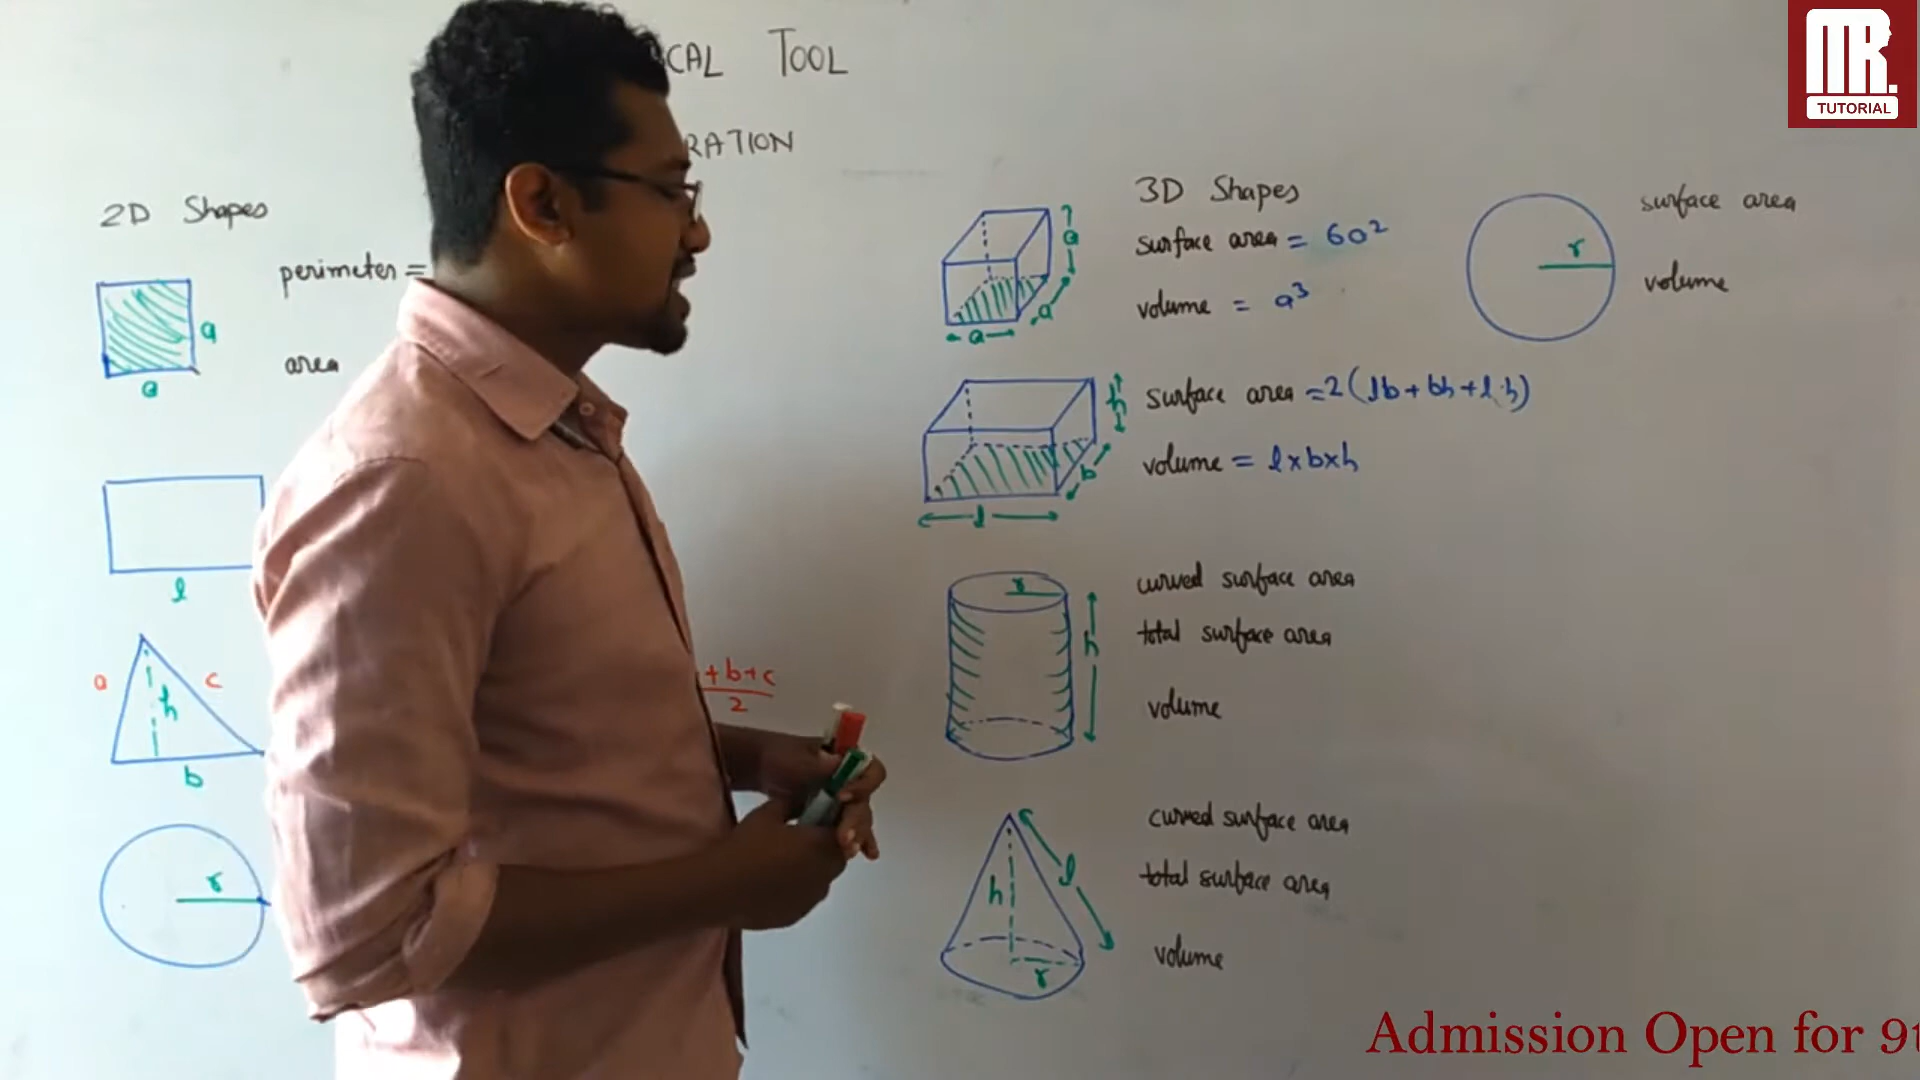 CAL TOOL
RATION
MR.
TUTORIAL
2D Shapes
perimeter =
area
a
a
l
a
c
h
b
+b+c
2
r
3D Shapes
surface area = 6a²
volume = a³
a
a
a
surface area =2(lb+bh+l.h)
volume = l×b×h
h
b
l
curved surface area
total surface area
volume
r
h
curved surface area
total surface area
volume
h
l
r
surface area
volume
r
Admission Open for 9t